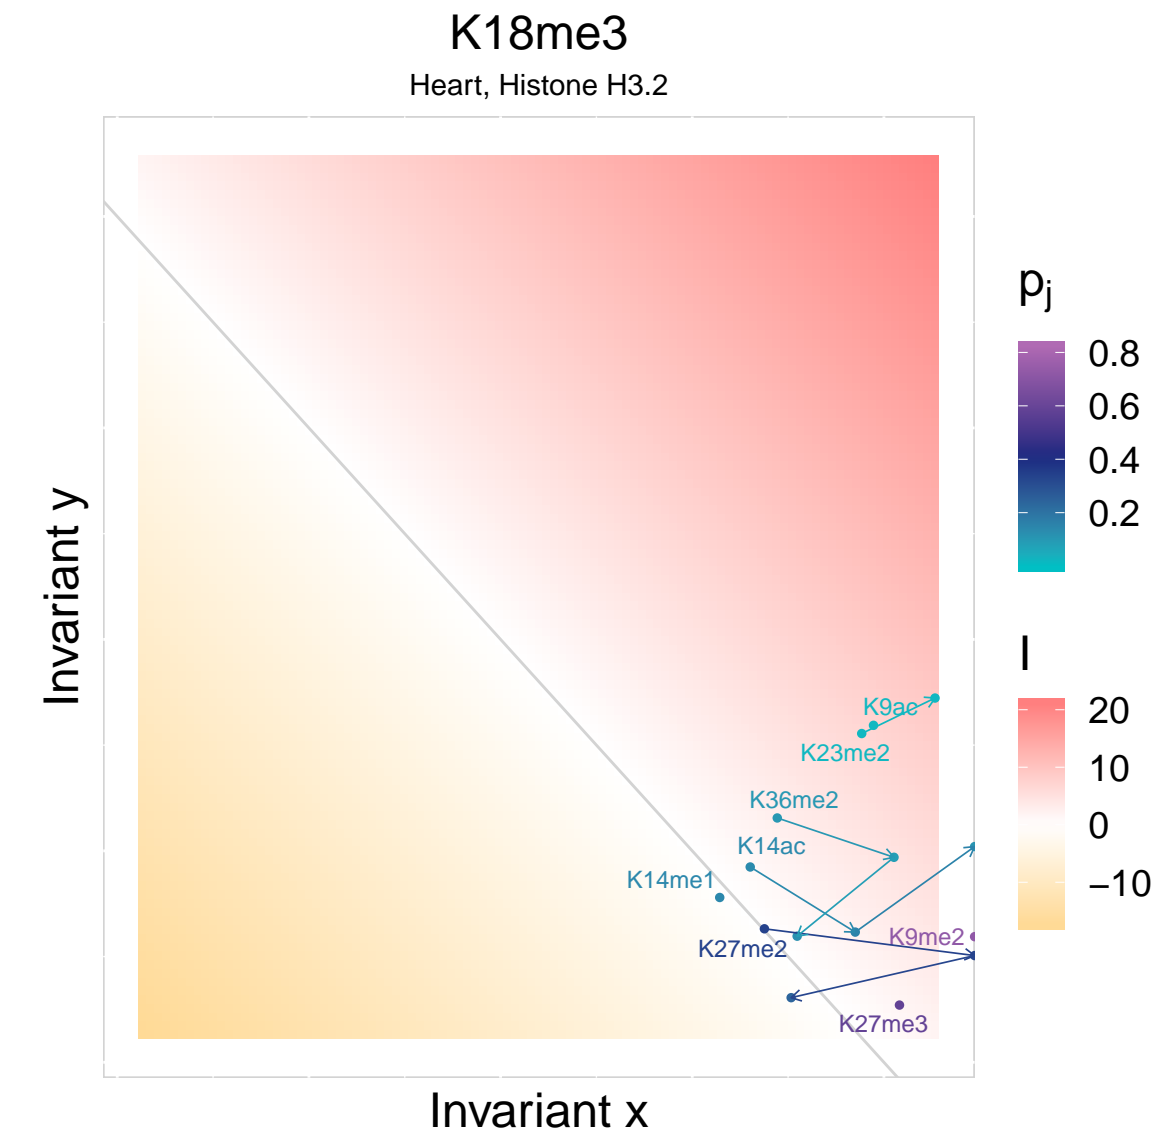 K18me3
Heart, Histone H3.2
Invariant y
Invariant x
K9ac
K23me2
K36me2
K14ac
K14me1
K27me2
K9me2
K27me3
pj
0.8
0.6
0.4
0.2
I
20
10
0
−10